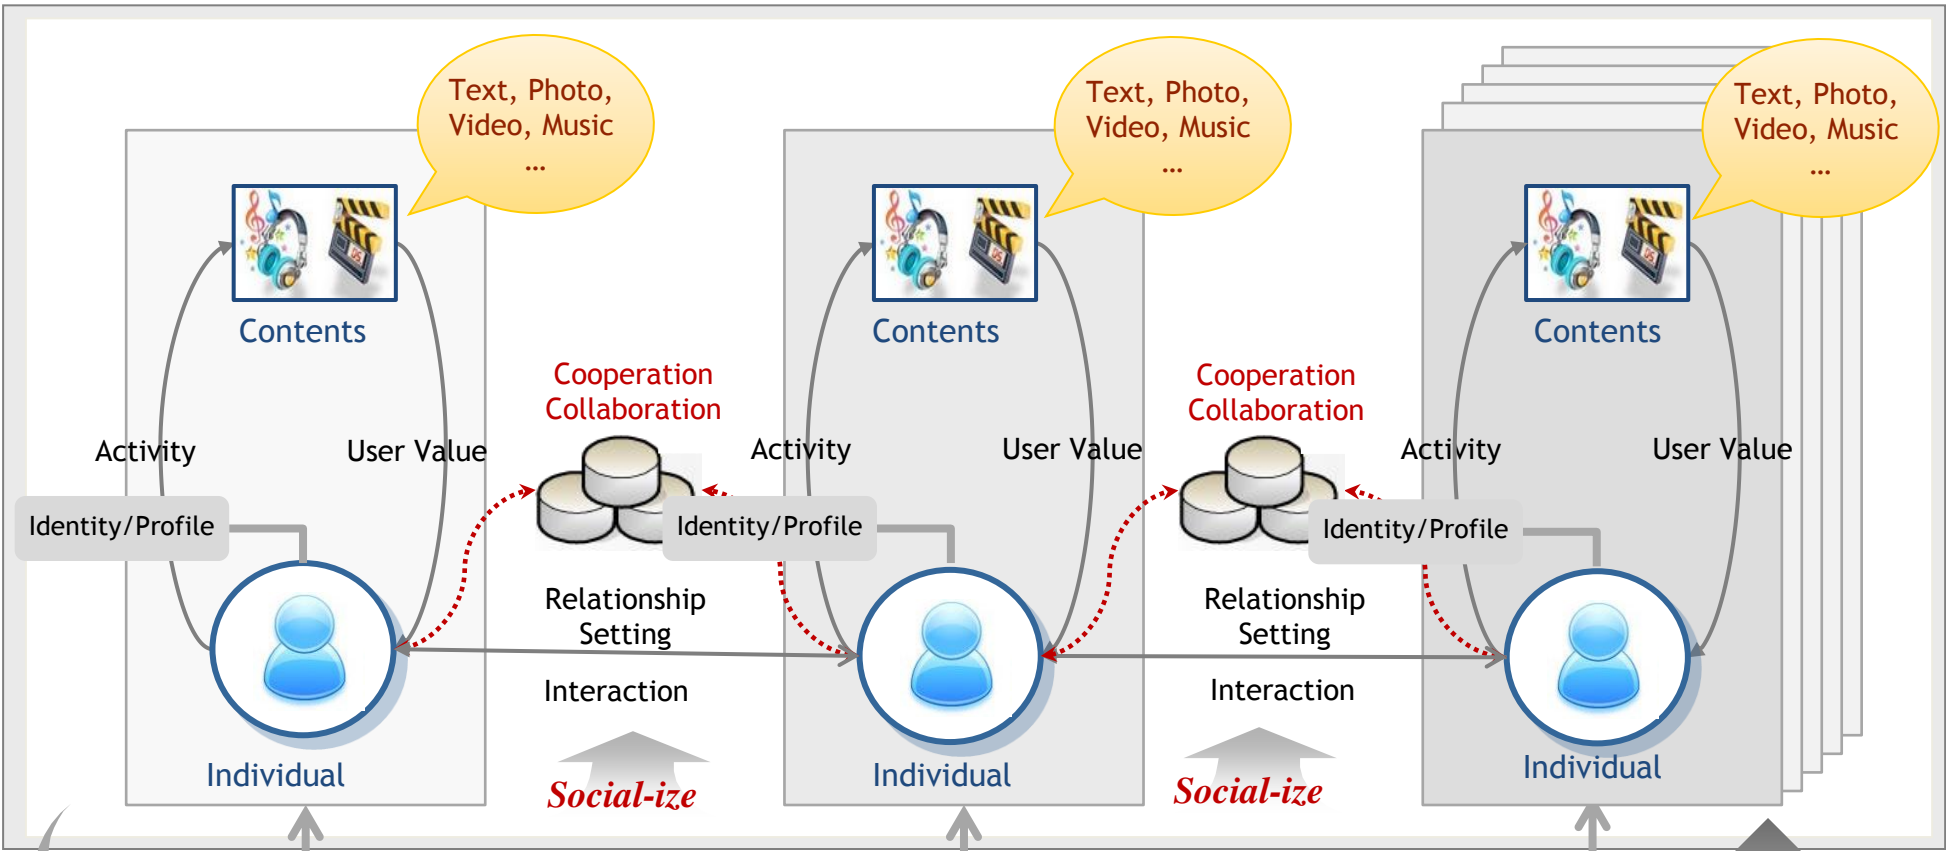 Text, Photo,
Video, Music
...
Text, Photo,
Video, Music
...
Text, Photo,
Video, Music
...
Contents
Contents
Contents
Cooperation
Collaboration
Cooperation
Collaboration
Activity
User Value
Activity
User Value
Activity
User Value
Identity/Profile
Identity/Profile
Identity/Profile
Relationship
Setting
Relationship
Setting
Interaction
Interaction
Individual
Individual
Individual
Social-ize
Social-ize